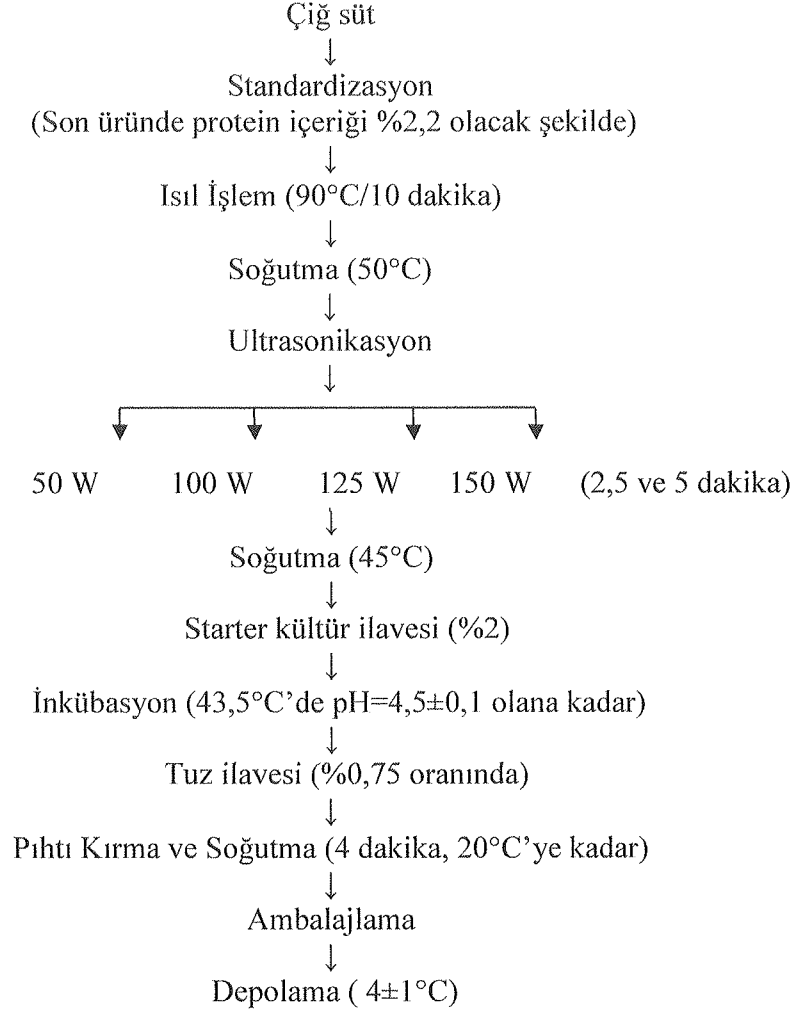 Çiğ süt
↓
Standardizasyon
(Son üründe protein içeriği %2,2 olacak şekilde)
↓
Isıl İşlem (90°C/10 dakika)
↓
Soğutma (50°C)
↓
Ultrasonikasyon
↓
50 W 100 W 125 W 150 W (2,5 ve 5 dakika)
↓
Soğutma (45°C)
↓
Starter kültür ilavesi (%2)
↓
İnkübasyon (43,5°C’de pH=4,5±0,1 olana kadar)
↓
Tuz ilavesi (%0,75 oranında)
↓
Pıhtı Kırma ve Soğutma (4 dakika, 20°C’ye kadar)
↓
Ambalajlama
↓
Depolama ( 4±1°C)